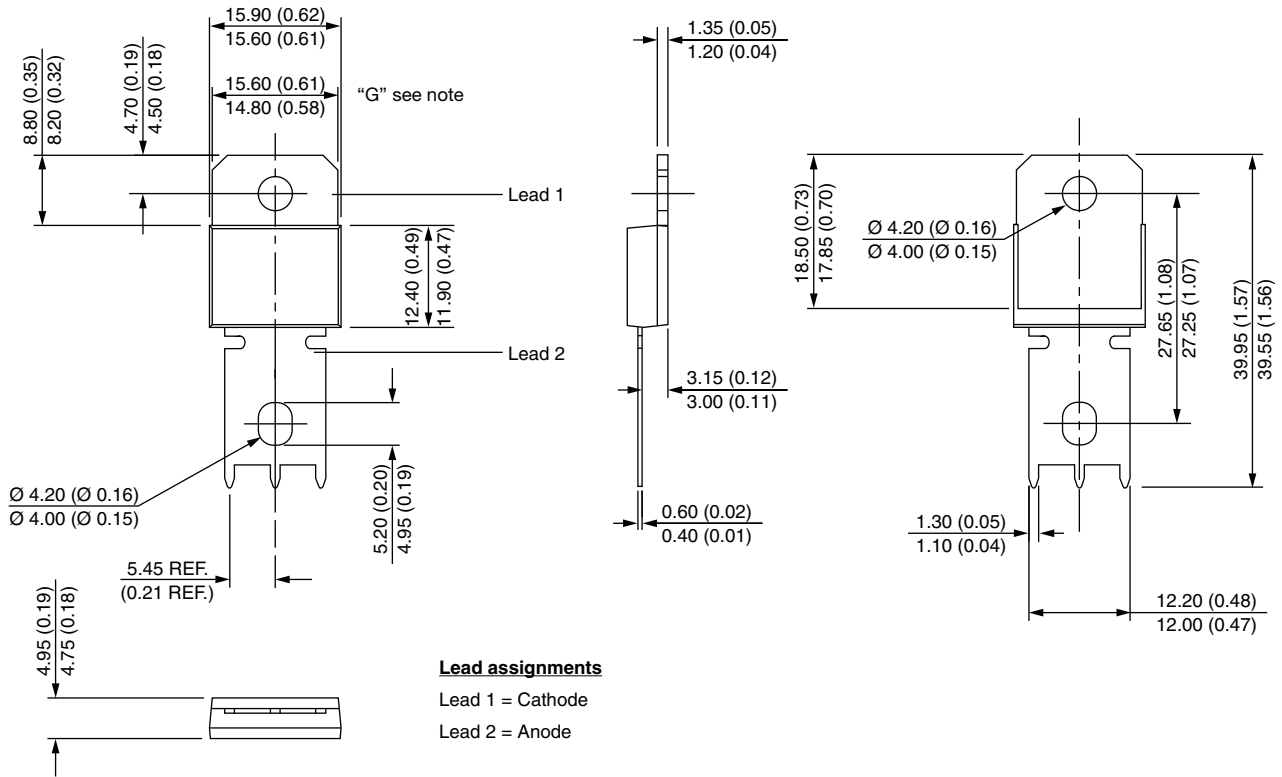 15.90 (0.62)
15.60 (0.61)
15.60 (0.61)
14.80 (0.58)
“G” see note
8.80 (0.35)
8.20 (0.32)
4.70 (0.19)
4.50 (0.18)
Lead 1
12.40 (0.49)
11.90 (0.47)
Lead 2
Ø 4.20 (Ø 0.16)
Ø 4.00 (Ø 0.15)
5.20 (0.20)
4.95 (0.19)
5.45 REF.
(0.21 REF.)
4.95 (0.19)
4.75 (0.18)
1.35 (0.05)
1.20 (0.04)
3.15 (0.12)
3.00 (0.11)
0.60 (0.02)
0.40 (0.01)
18.50 (0.73)
17.85 (0.70)
Ø 4.20 (Ø 0.16)
Ø 4.00 (Ø 0.15)
27.65 (1.08)
27.25 (1.07)
39.95 (1.57)
39.55 (1.56)
1.30 (0.05)
1.10 (0.04)
12.20 (0.48)
12.00 (0.47)
Lead assignments
Lead 1 = Cathode
Lead 2 = Anode